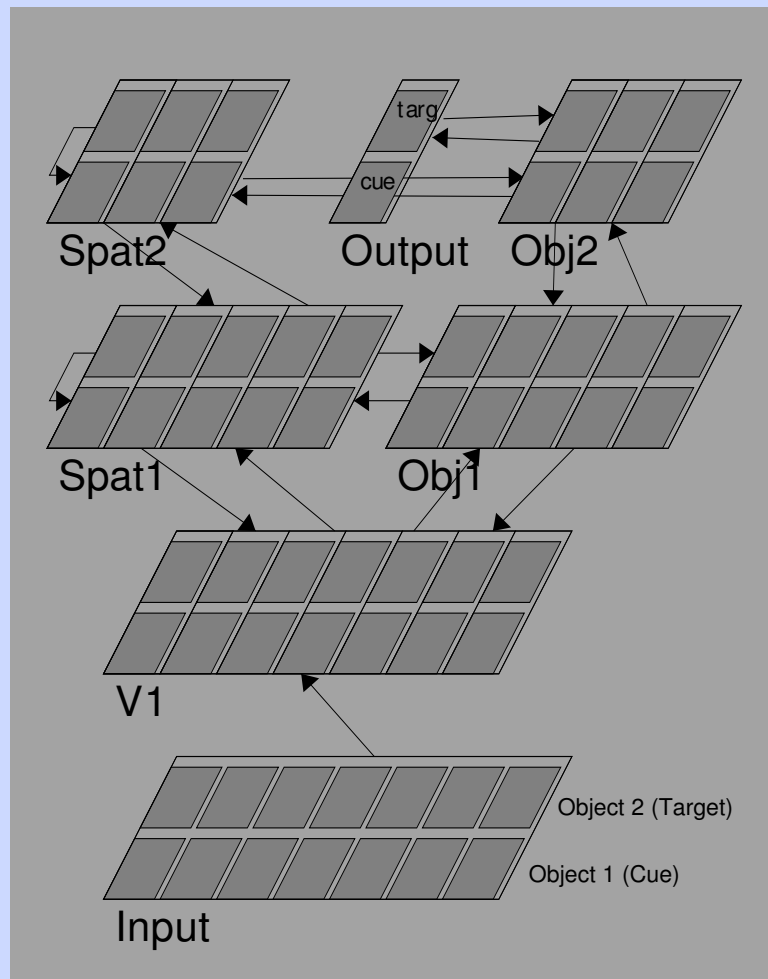 targ
cue
Spat2
Output
Obj2
Spat1
Obj1
V1
Object 2 (Target)
Object 1 (Cue)
Input